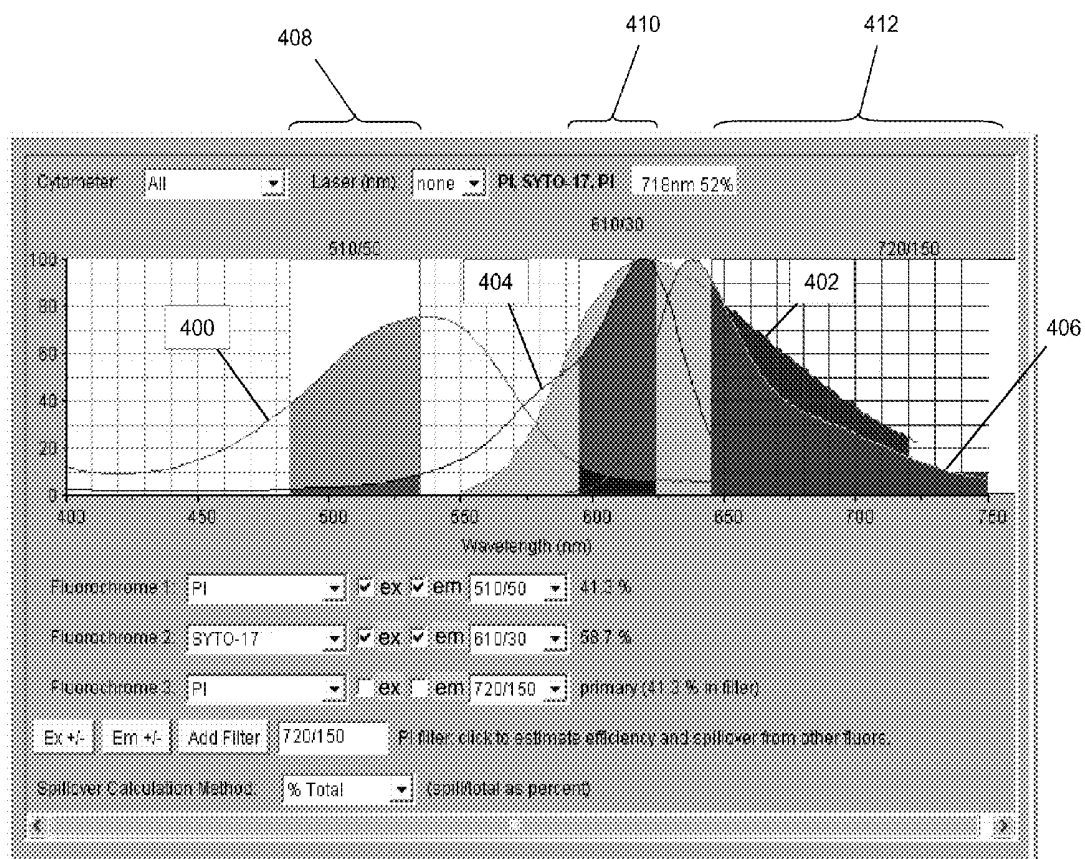 408
410
412
Cytometer: All Laser (nm): none PI, SYTO-17, PI 718nm 52%
610/30
510/50 720/150
100
80
60
40
20
0
400
404
402
406
400 450 500 550 600 650 700 750
Wavelength (nm)
Fluorochrome 1: PI ex em 510/50 41.3 %
Fluorochrome 2: SYTO-17 ex em 610/30 58.7 %
Fluorochrome 3: PI ex em 720/150 primary (41.3 % in filter)
Ex +/- Em +/- Add Filter 720/150 PI filter: click to estimate efficiency and spillover from other fluors.
Spillover Calculation Method: % Total (spill/total as percent)